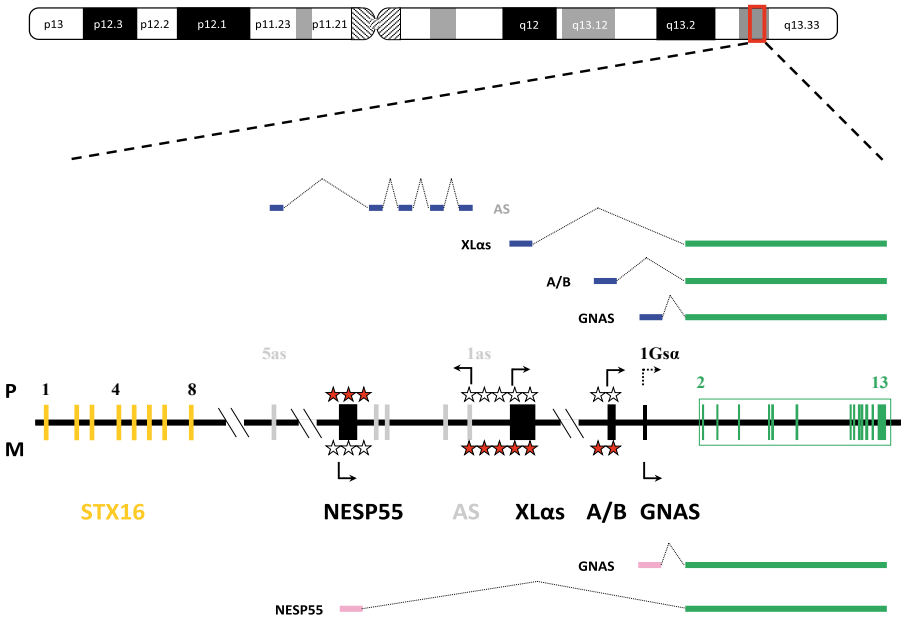 p13 p12.3 p12.2 p12.1 p11.23 p11.21 q12 q13.12 q13.2 q13.33
AS
XLαs
A/B
GNAS
5as 1as 1Gsα
P 1 4 8 2 13
M
STX16 NESP55 AS XLαs A/B GNAS
GNAS
NESP55